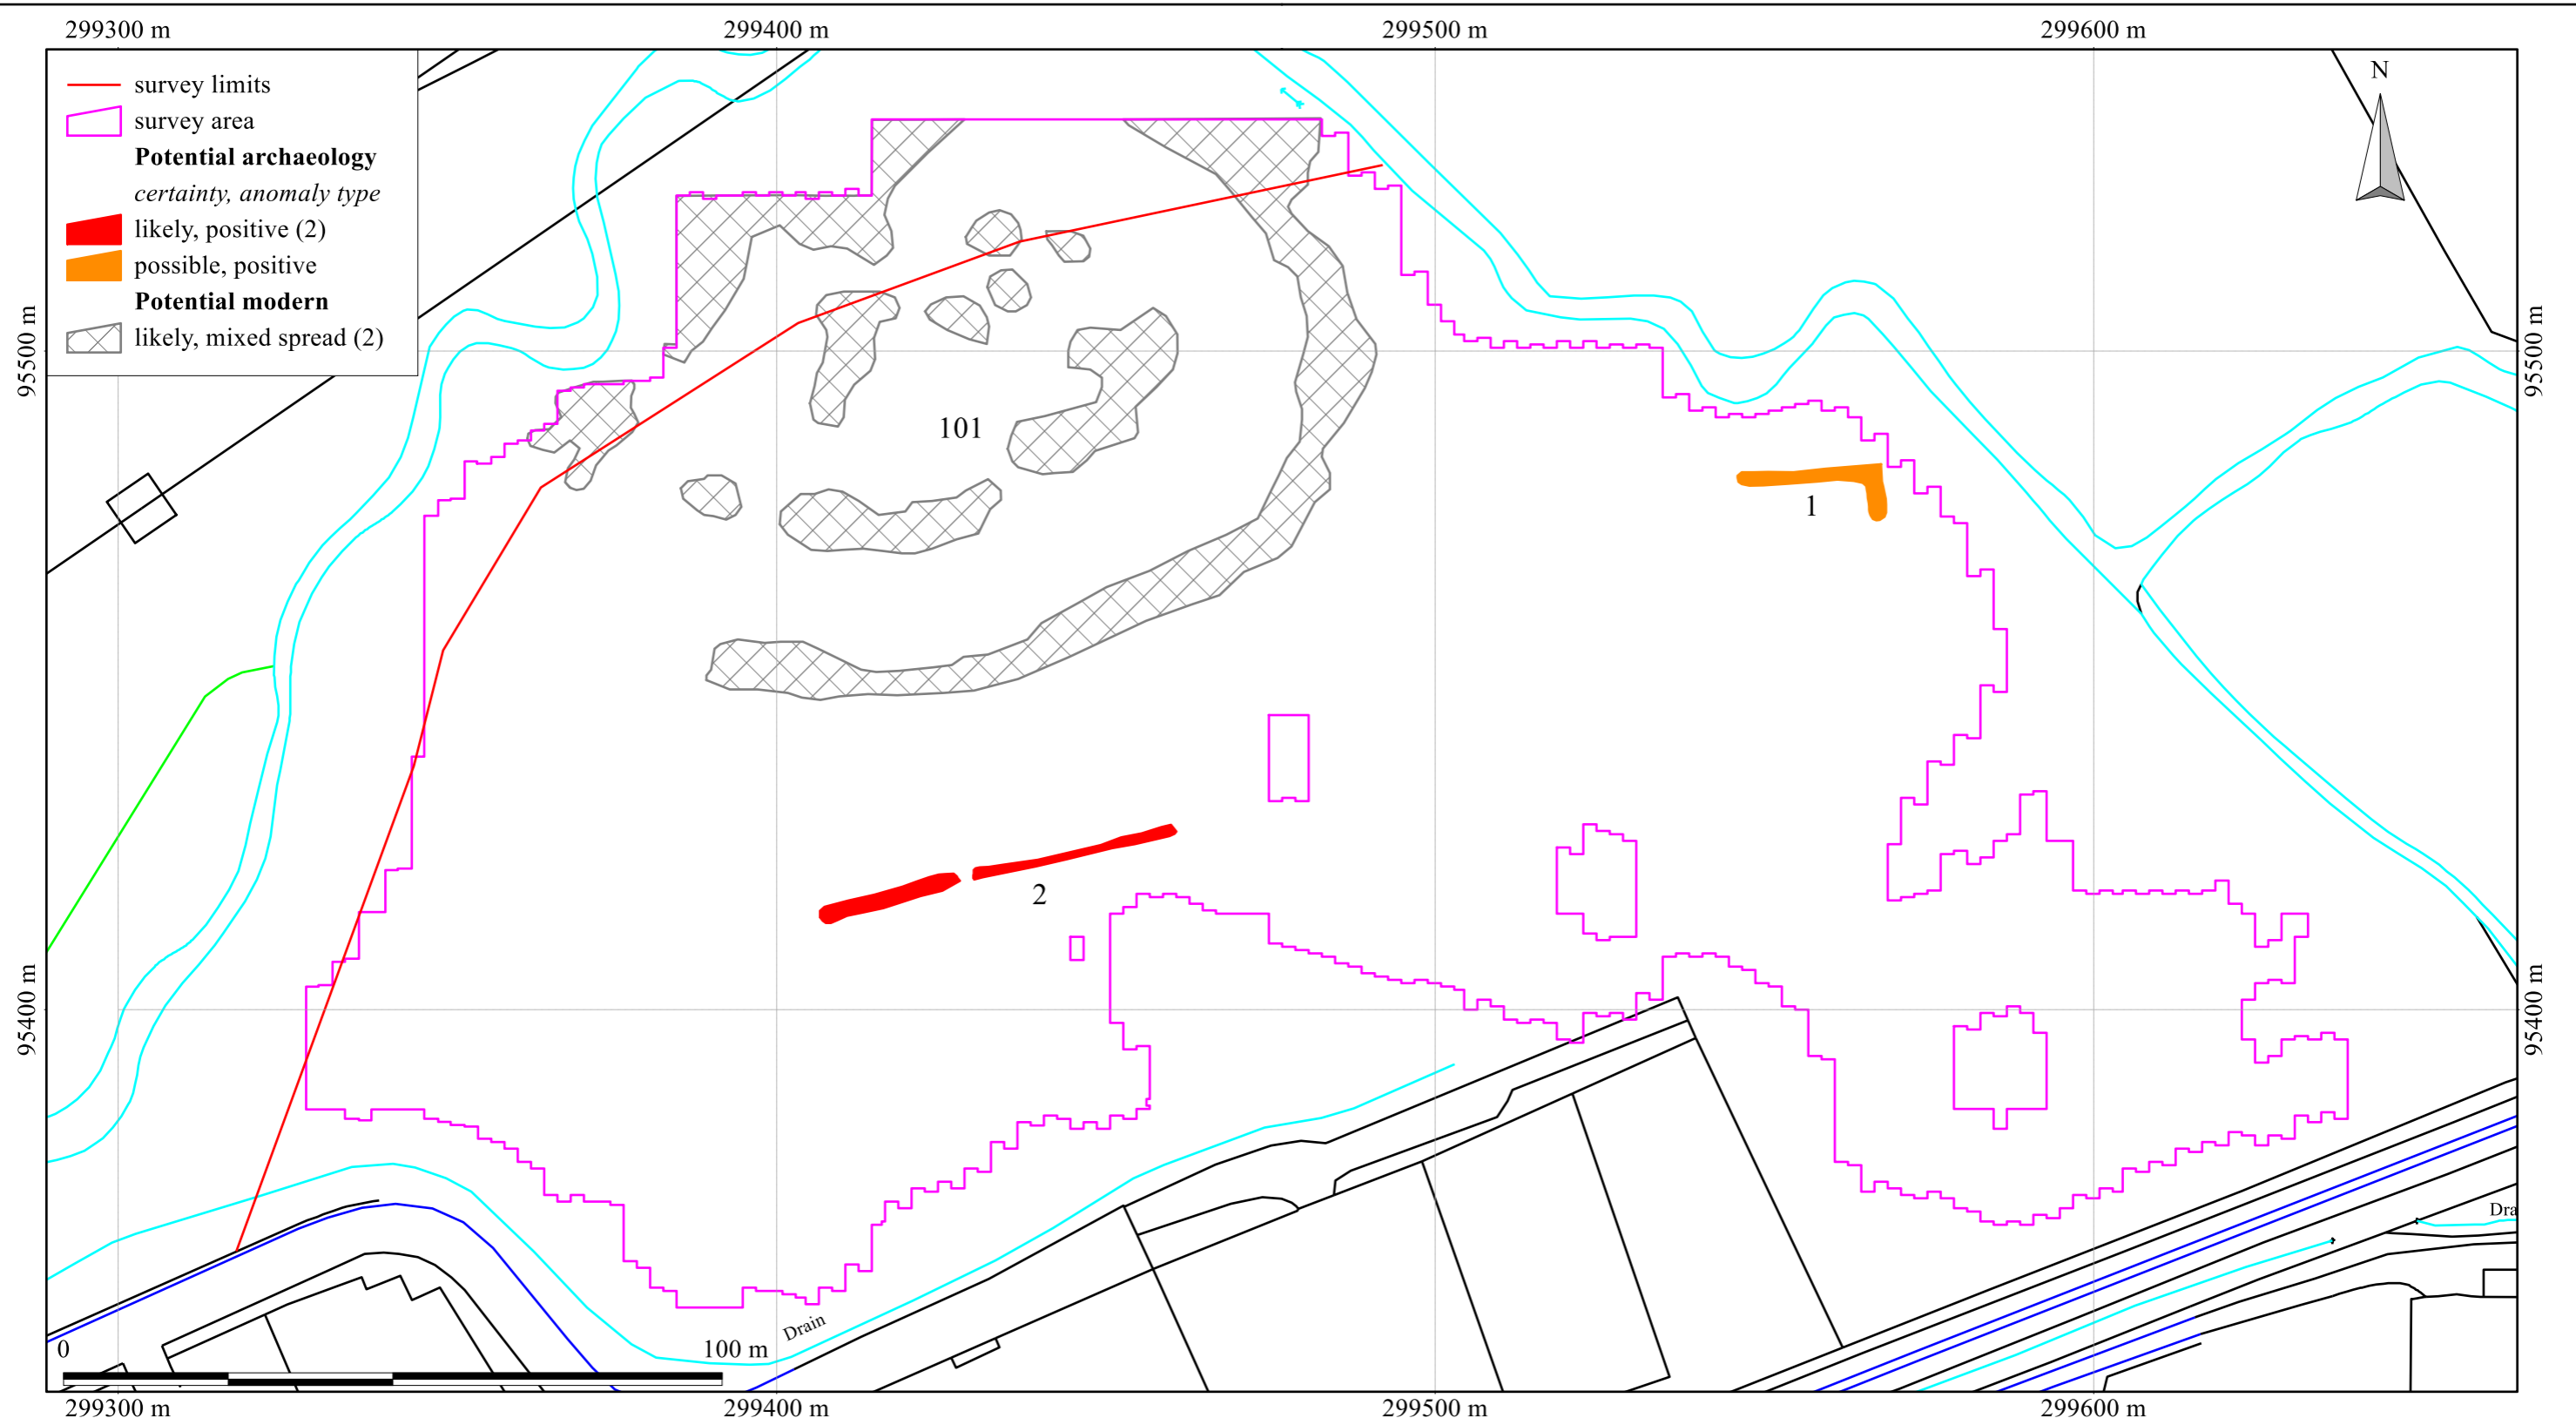 299300 m
299400 m
299500 m
299600 m
survey limits
survey area
Potential archaeology
certainty, anomaly type
likely, positive (2)
possible, positive
Potential modern
likely, mixed spread (2)
N
95500 m
95500 m
101
1
2
95400 m
95400 m
Dra
Drain
0
100 m
299300 m
299400 m
299500 m
299600 m